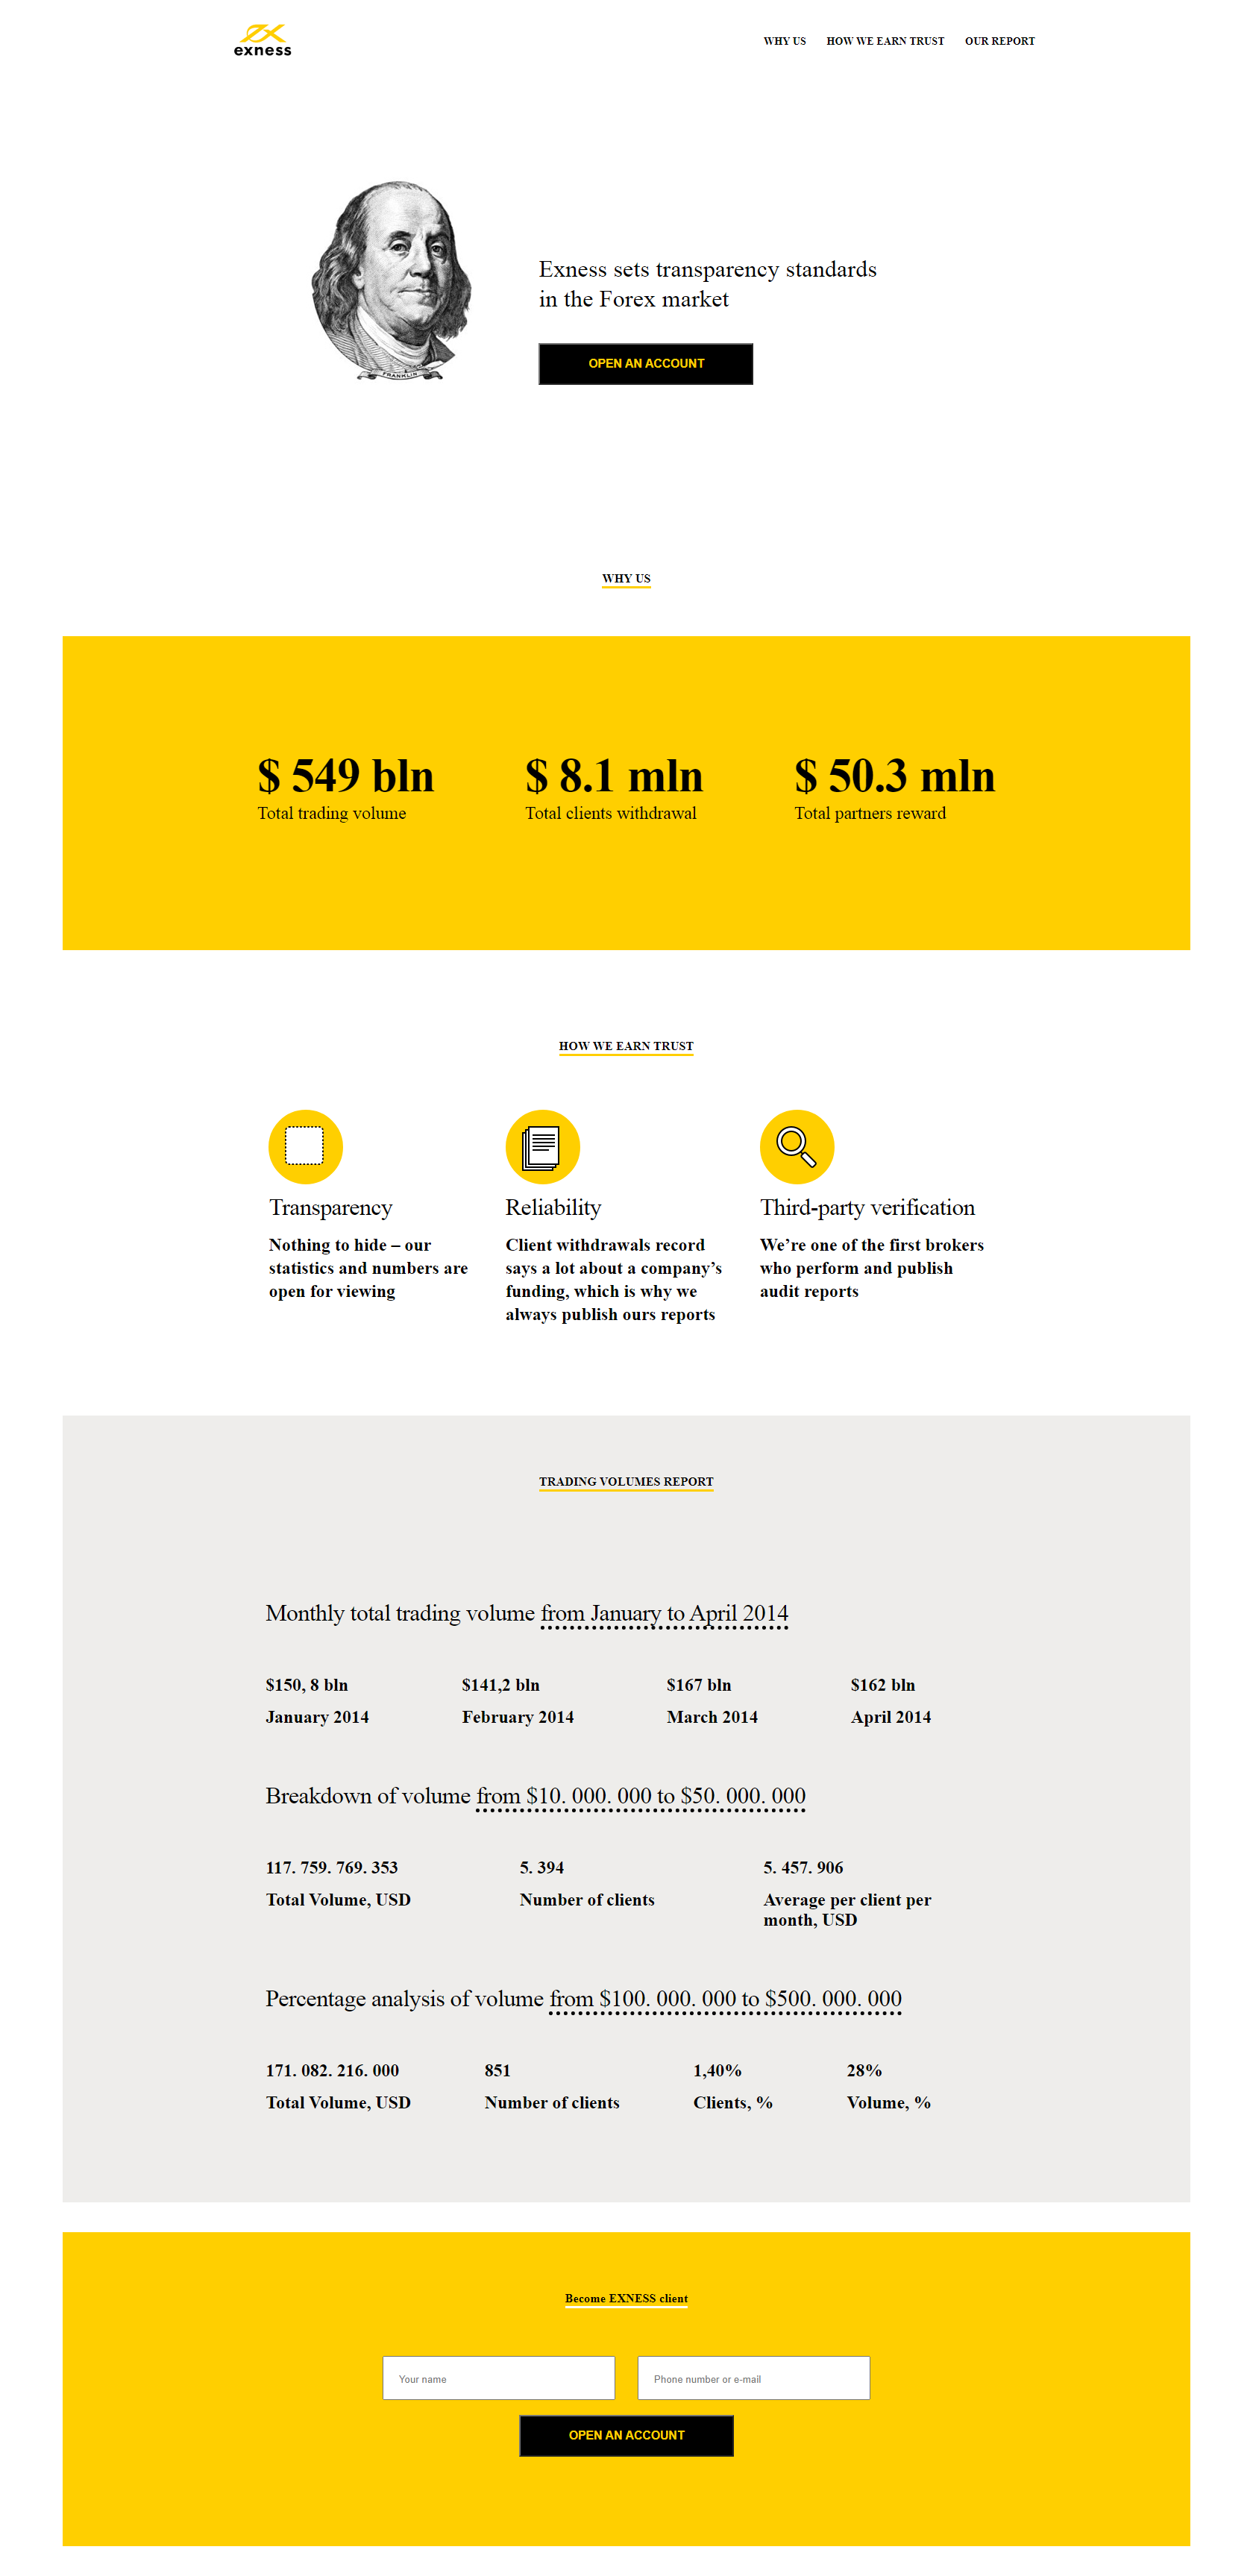 exness
WHY US HOW WE EARN TRUST OUR REPORT
Exness sets transparency standards
in the Forex market
FRANKLIN
OPEN AN ACCOUNT
WHY US
$ 549 bln
Total trading volume
$ 8.1 mln
Total clients withdrawal
$ 50.3 mln
Total partners reward
HOW WE EARN TRUST
Transparency
Nothing to hide – our
statistics and numbers are
open for viewing
Reliability
Client withdrawals record
says a lot about a company’s
funding, which is why we
always publish ours reports
Third-party verification
We’re one of the first brokers
who perform and publish
audit reports
TRADING VOLUMES REPORT
Monthly total trading volume from January to April 2014
$150, 8 bln
January 2014
$141,2 bln
February 2014
$167 bln
March 2014
$162 bln
April 2014
Breakdown of volume from $10. 000. 000 to $50. 000. 000
117. 759. 769. 353
Total Volume, USD
5. 394
Number of clients
5. 457. 906
Average per client per
month, USD
Percentage analysis of volume from $100. 000. 000 to $500. 000. 000
171. 082. 216. 000
Total Volume, USD
851
Number of clients
1,40%
Clients, %
28%
Volume, %
Become EXNESS client
Your name
Phone number or e-mail
OPEN AN ACCOUNT